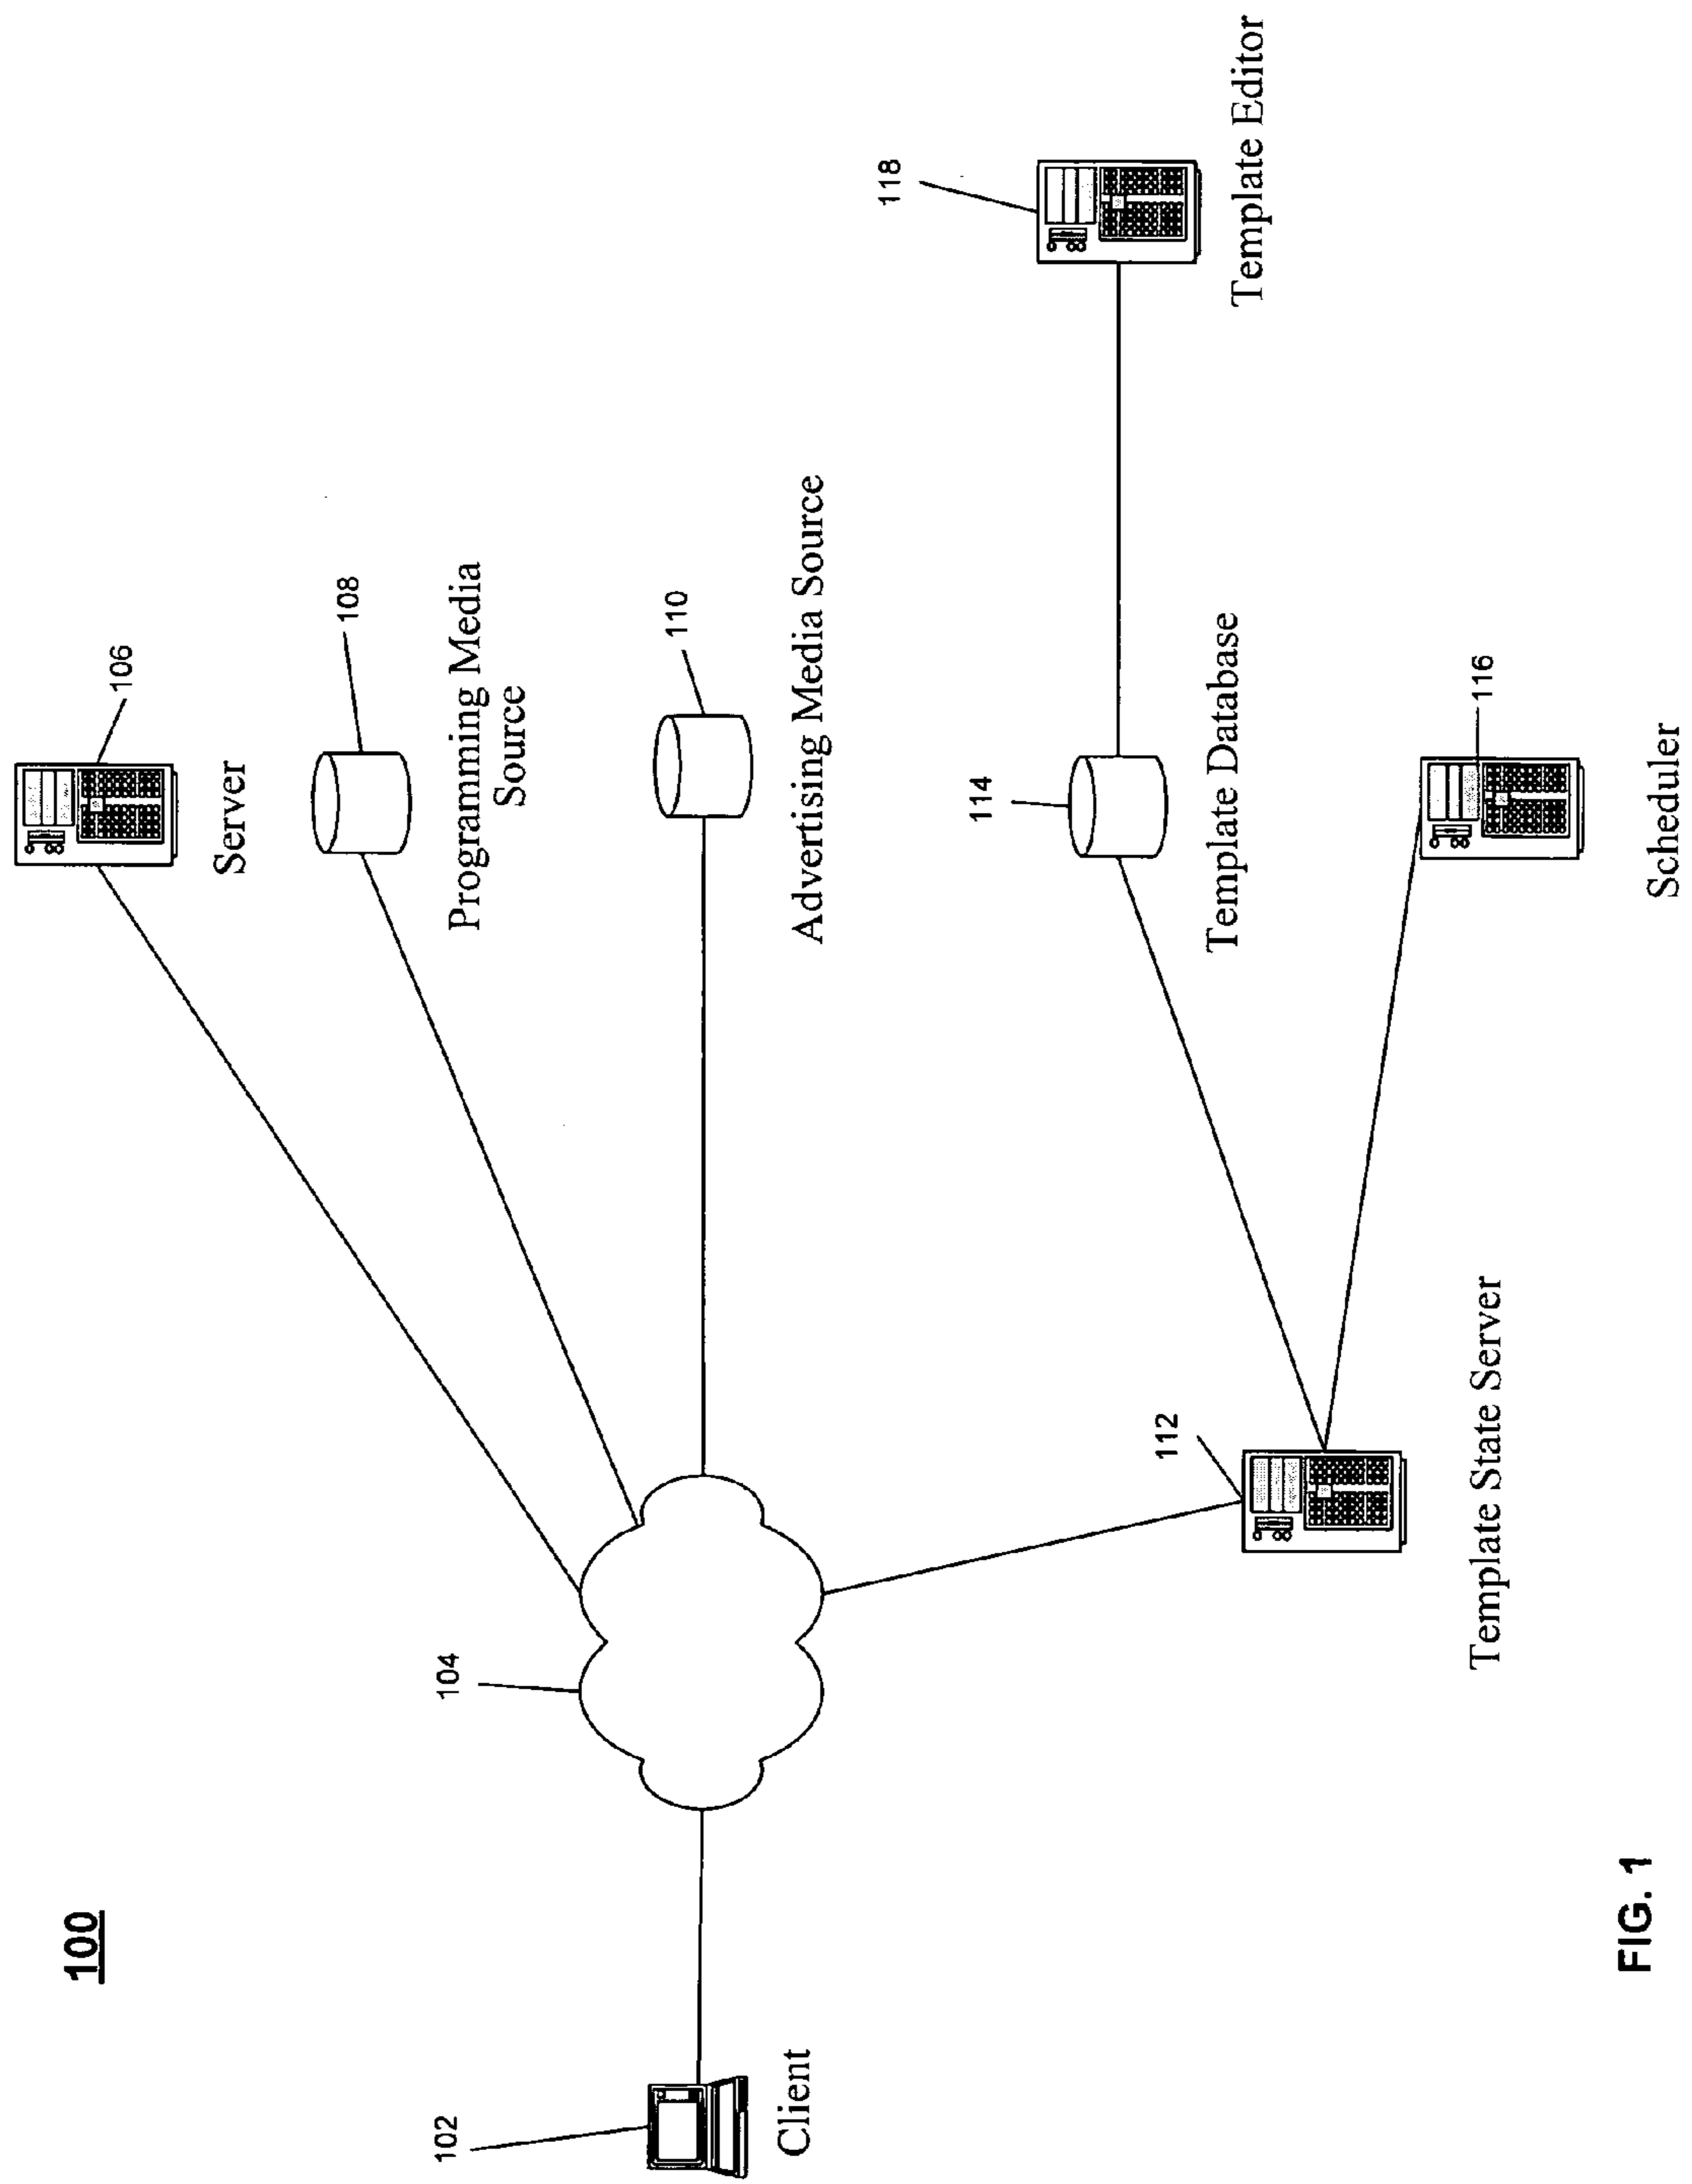 100
106
Server
108
Programming Media
Source
110
Advertising Media Source
104
102
Client
112
Template State Server
114
Template Database
118
Template Editor
116
Scheduler
FIG. 1